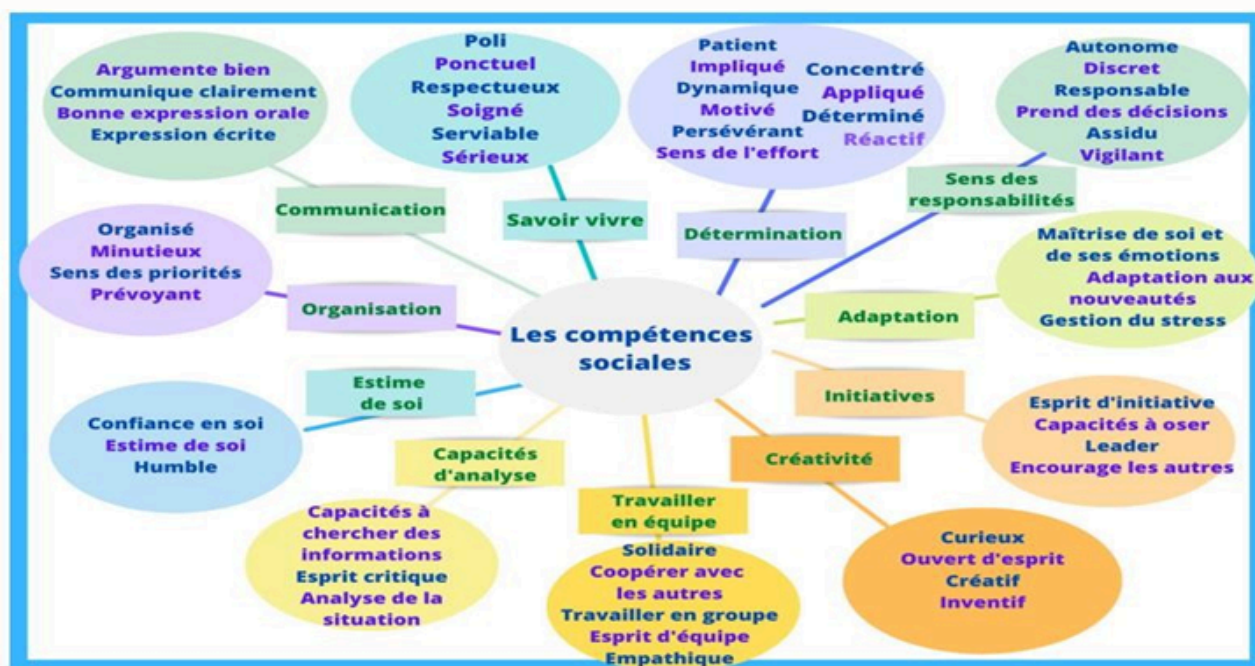 Les compétences
sociales
Argumente bien
Communique clairement
Bonne expression orale
Expression écrite
Communication
Poli
Ponctuel
Respectueux
Soigné
Serviable
Sérieux
Savoir vivre
Patient
Impliqué
Dynamique
Motivé
Persévérant
Sens de l'effort
Concentré
Appliqué
Déterminé
Réactif
Détermination
Autonome
Discret
Responsable
Prend des décisions
Assidu
Vigilant
Sens des
responsabilités
Organisé
Minutieux
Sens des priorités
Prévoyant
Organisation
Maîtrise de soi et
de ses émotions
Adaptation aux
nouveautés
Gestion du stress
Adaptation
Estime
de soi
Confiance en soi
Estime de soi
Humble
Capacités
d'analyse
Capacités à
chercher des
informations
Esprit critique
Analyse de la
situation
Travailler
en équipe
Solidaire
Coopérer avec
les autres
Travailler en groupe
Esprit d'équipe
Empathique
Créativité
Curieux
Ouvert d'esprit
Créatif
Inventif
Initiatives
Esprit d'initiative
Capacités à oser
Leader
Encourage les autres